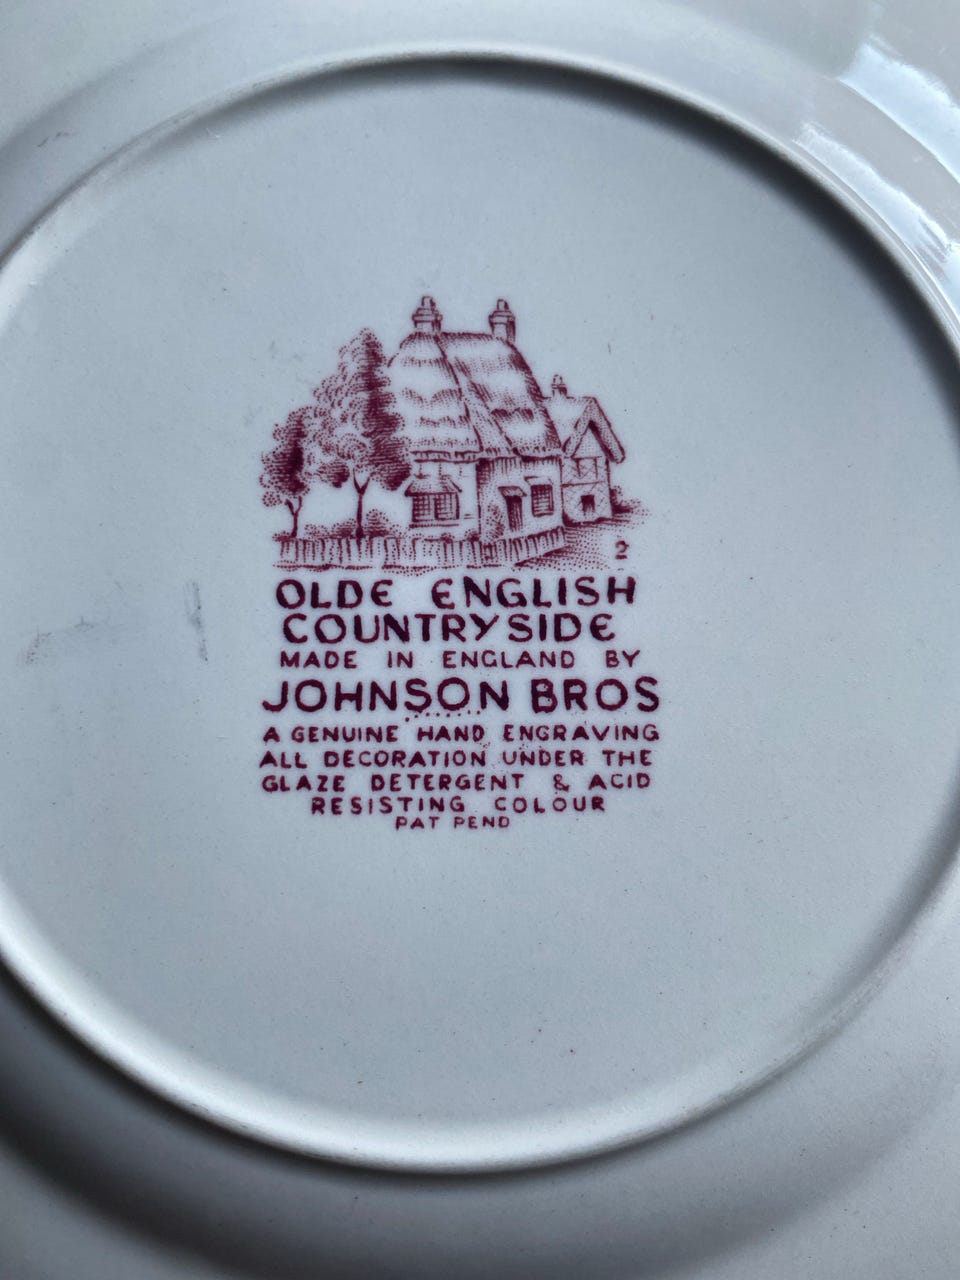 2
OLDE ENGLISH
COUNTRYSIDE
MADE IN ENGLAND BY
JOHNSON BROS
A GENUINE HAND ENGRAVING
ALL DECORATION UNDER THE
GLAZE DETERGENT & ACID
RESISTING COLOUR
PAT PEND